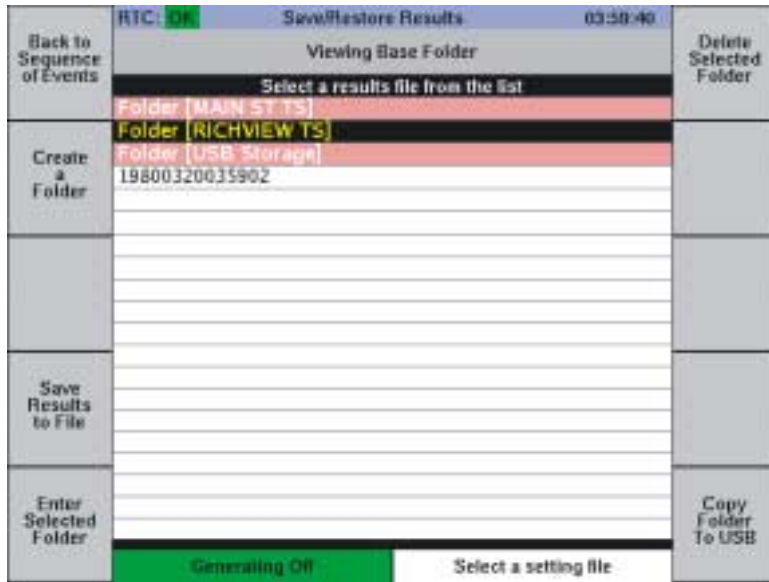 RTC: OK Save/Restore Results 03:58:40
Back to
Sequence
of Events
Viewing Base Folder
Delete
Selected
Folder
Select a results file from the list
Folder [MAIN ST TS]
Folder [RICHVIEW TS]
Folder [USB Storage]
19800320035902
Create
a
Folder
Save
Results
to File
Enter
Selected
Folder
Copy
Folder
To USB
Generating Off
Select a setting file